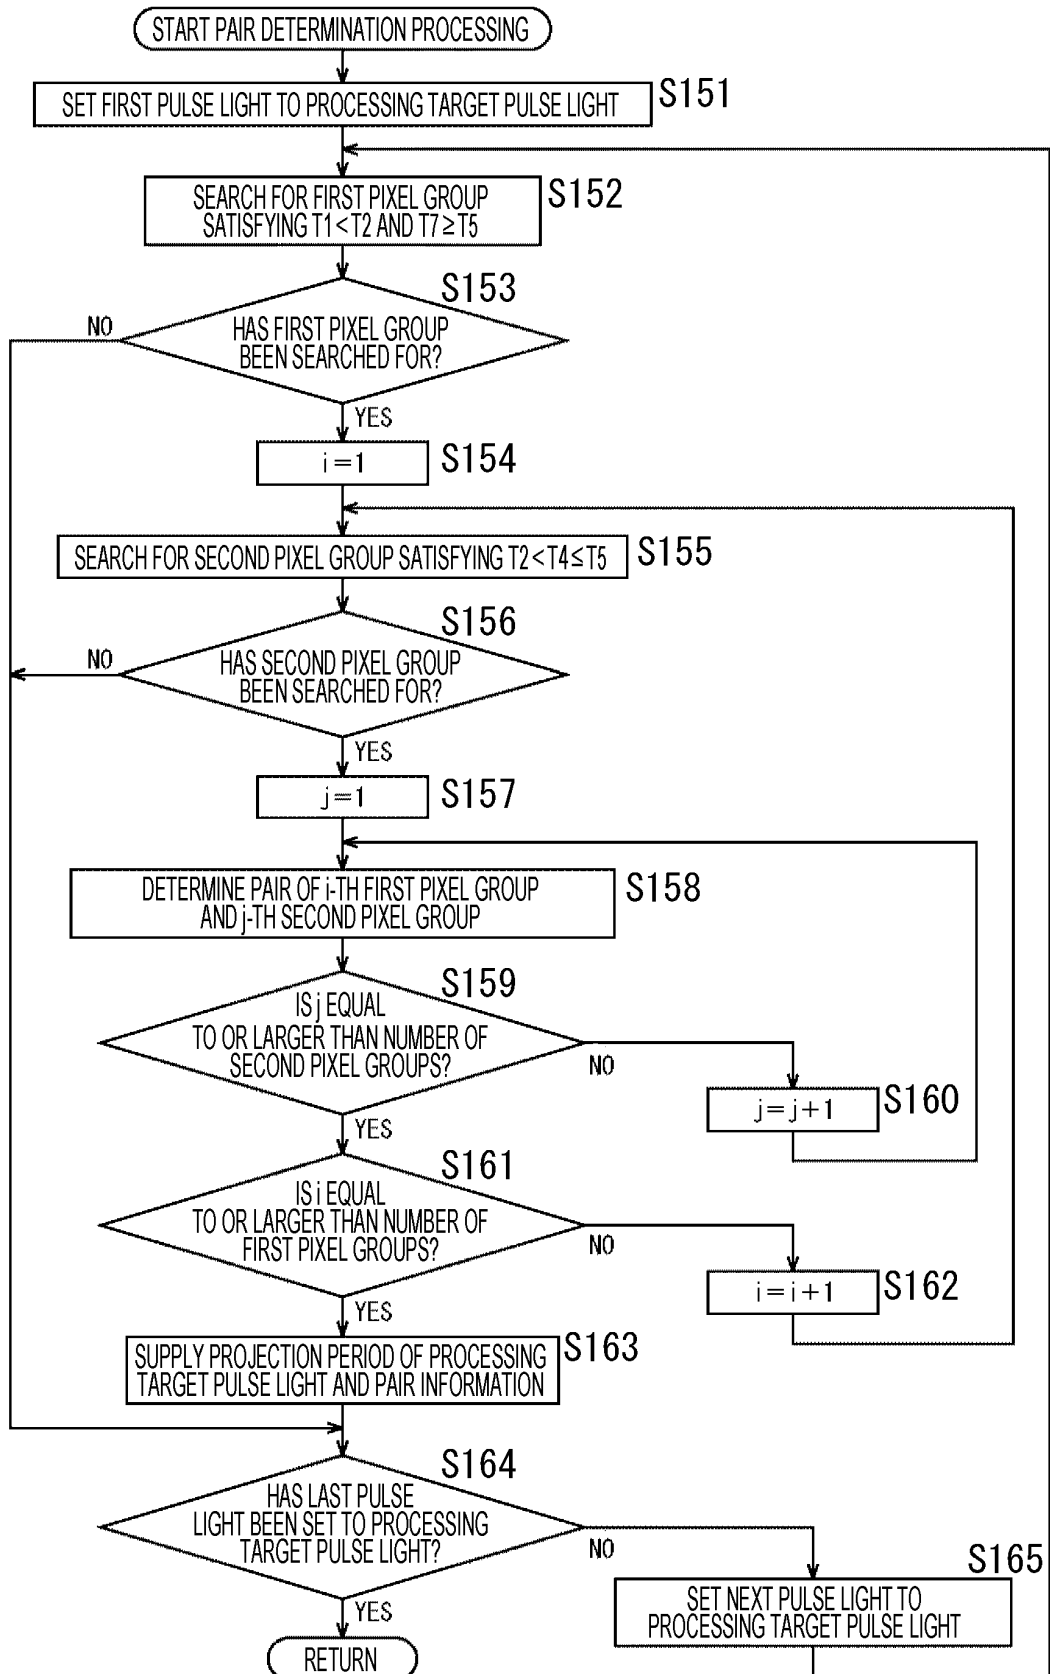 START PAIR DETERMINATION PROCESSING
SET FIRST PULSE LIGHT TO PROCESSING TARGET PULSE LIGHT
S151
SEARCH FOR FIRST PIXEL GROUP
SATISFYING T1<T2 AND T7≥T5
S152
S153
HAS FIRST PIXEL GROUP
BEEN SEARCHED FOR?
NO
YES
i=1
S154
SEARCH FOR SECOND PIXEL GROUP SATISFYING T2<T4≤T5
S155
S156
HAS SECOND PIXEL GROUP
BEEN SEARCHED FOR?
NO
YES
j=1
S157
DETERMINE PAIR OF i-TH FIRST PIXEL GROUP
AND j-TH SECOND PIXEL GROUP
S158
S159
IS j EQUAL
TO OR LARGER THAN NUMBER OF
SECOND PIXEL GROUPS?
NO
j=j+1
S160
YES
S161
IS i EQUAL
TO OR LARGER THAN NUMBER OF
FIRST PIXEL GROUPS?
NO
i=i+1
S162
YES
SUPPLY PROJECTION PERIOD OF PROCESSING
TARGET PULSE LIGHT AND PAIR INFORMATION
S163
S164
HAS LAST PULSE
LIGHT BEEN SET TO PROCESSING
TARGET PULSE LIGHT?
NO
S165
SET NEXT PULSE LIGHT TO
PROCESSING TARGET PULSE LIGHT
YES
RETURN